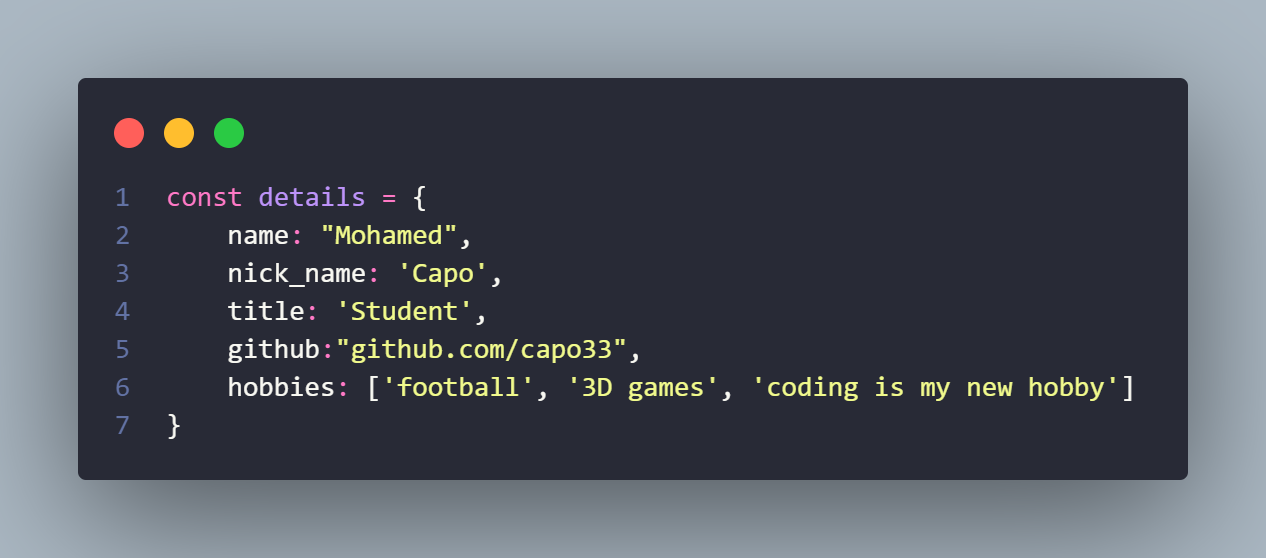 1 const details = {
2     name: "Mohamed",
3     nick_name: 'Capo',
4     title: 'Student',
5     github:"github.com/capo33",
6     hobbies: ['football', '3D games', 'coding is my new hobby']
7 }